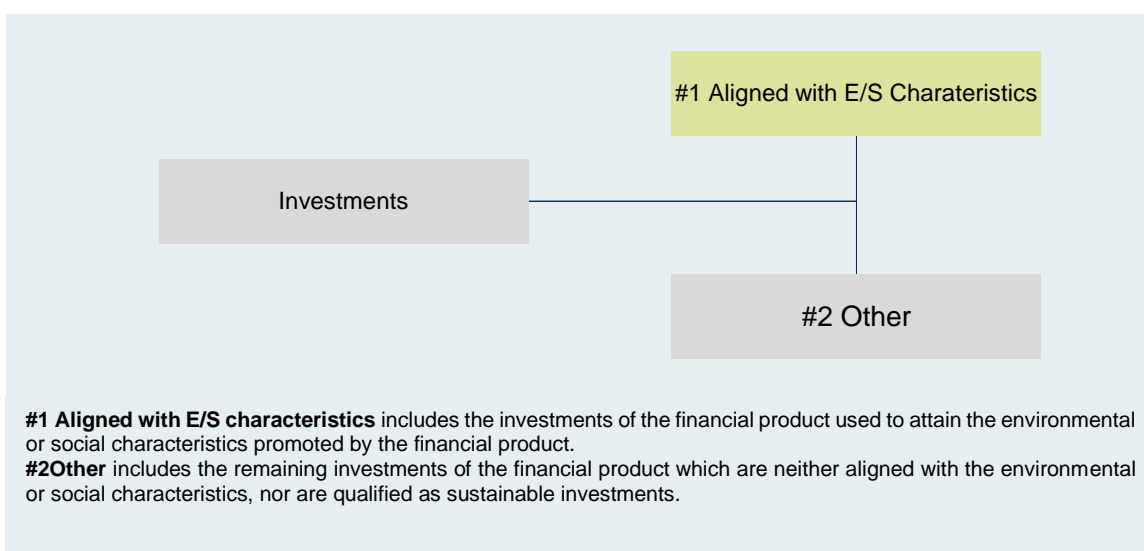 #1 Aligned with E/S Charateristics
Investments
#2 Other
#1 Aligned with E/S characteristics includes the investments of the financial product used to attain the environmental
or social characteristics promoted by the financial product.
#2Other includes the remaining investments of the financial product which are neither aligned with the environmental
or social characteristics, nor are qualified as sustainable investments.